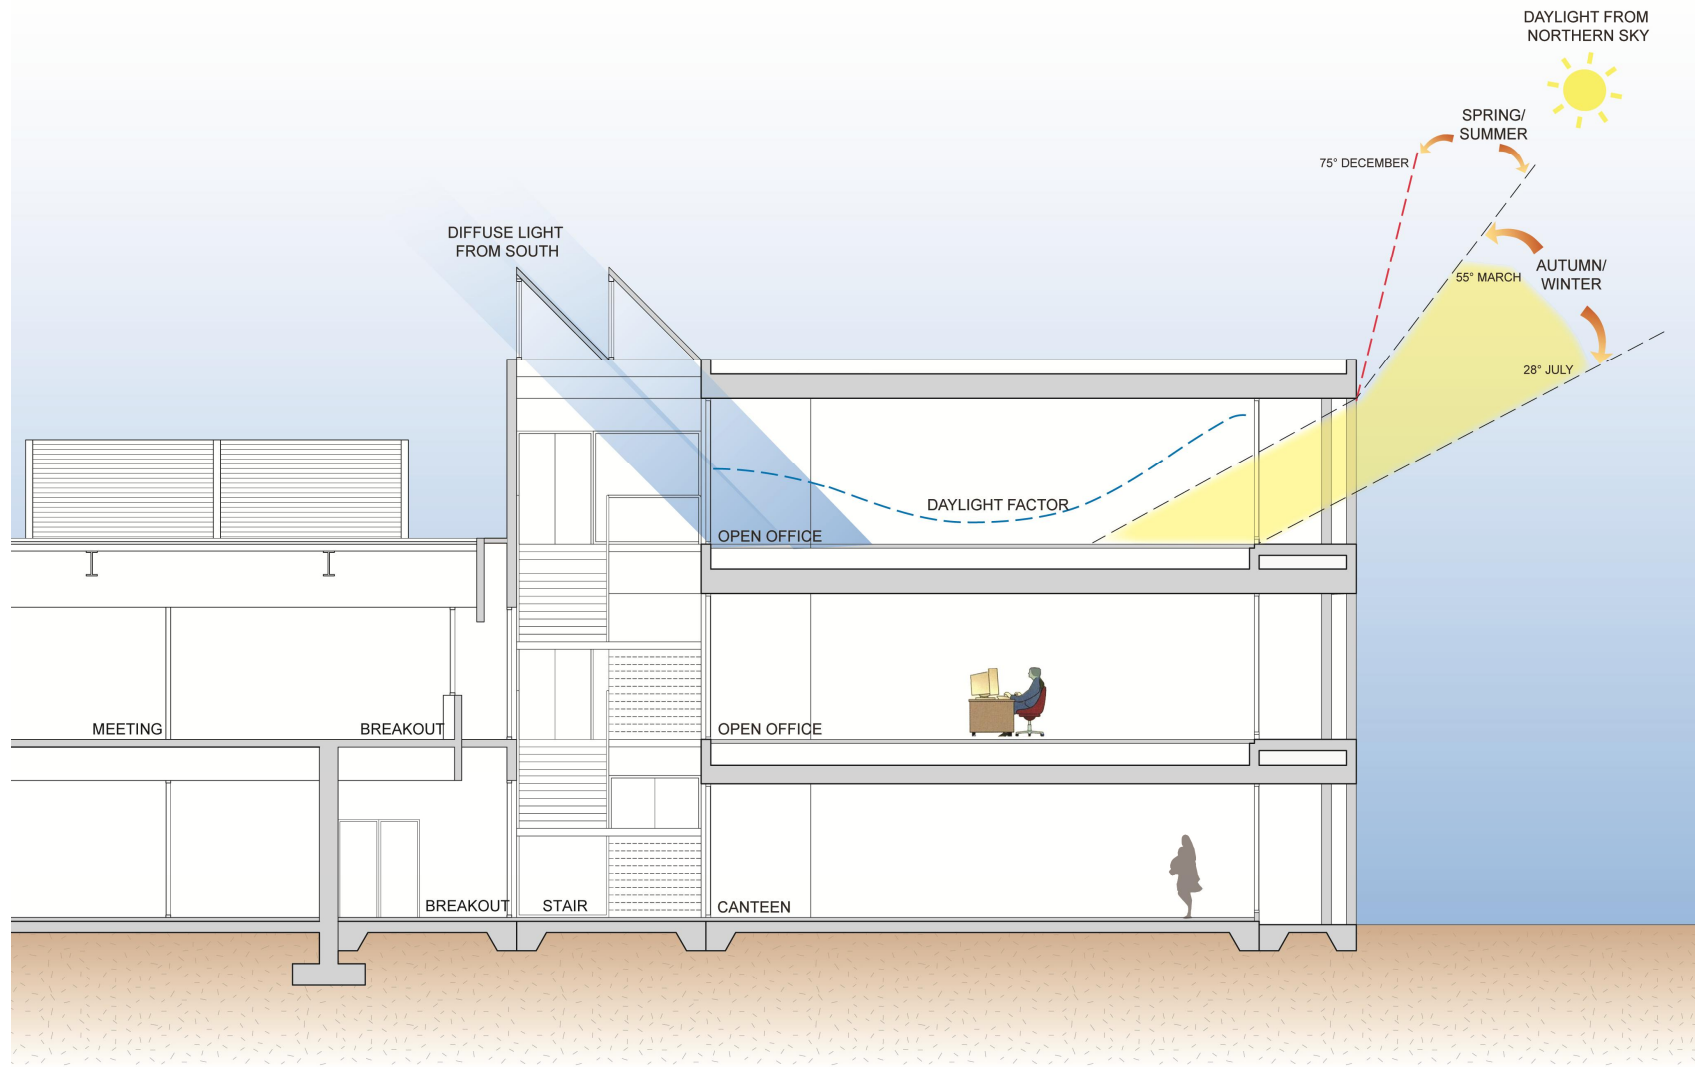 DAYLIGHT FROM
NORTHERN SKY
SPRING/
SUMMER
75° DECEMBER
DIFFUSE LIGHT
FROM SOUTH
AUTUMN/
WINTER
55° MARCH
28° JULY
DAYLIGHT FACTOR
OPEN OFFICE
MEETING
BREAKOUT
OPEN OFFICE
BREAKOUT
STAIR
CANTEEN